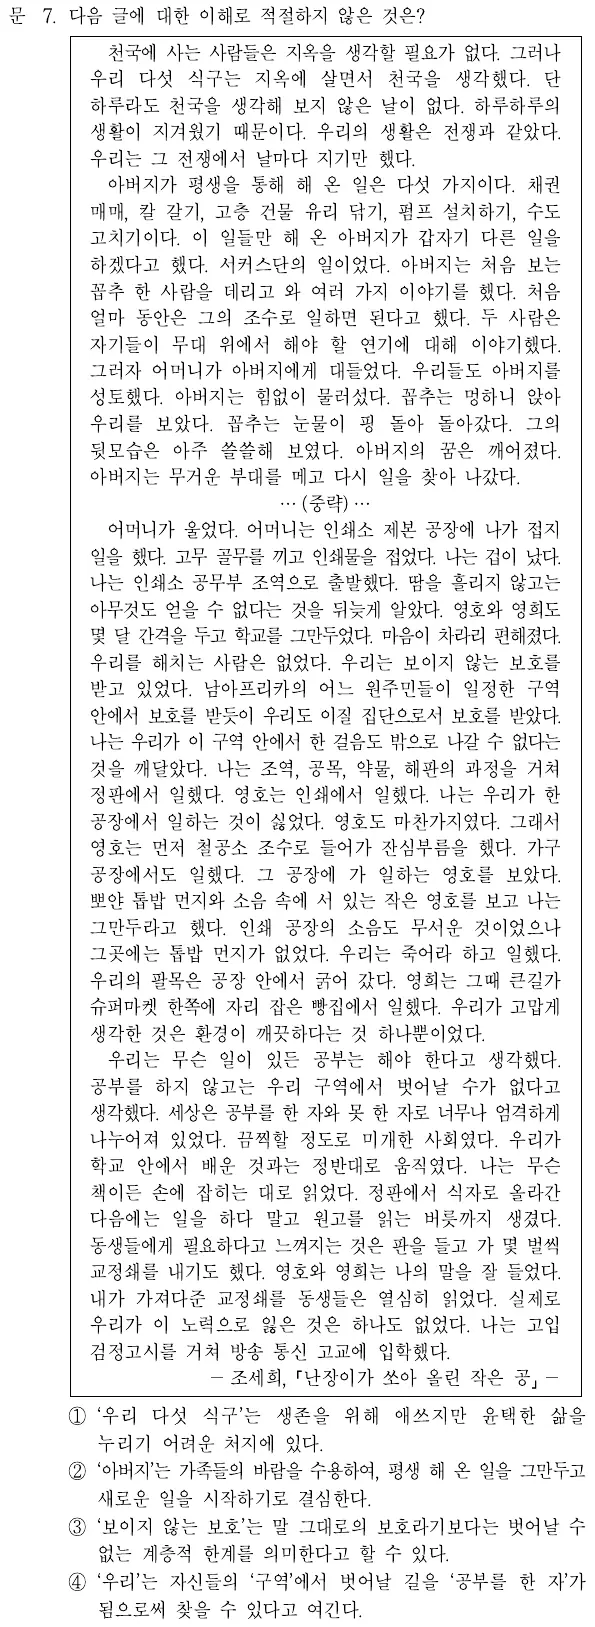 문 7. 다음 글에 대한 이해로 적절하지 않은 것은?
천국에 사는 사람들은 지옥을 생각할 필요가 없다. 그러나
우리 다섯 식구는 지옥에 살면서 천국을 생각했다. 단
하루라도 천국을 생각해 보지 않은 날이 없다. 하루하루의
생활이 지겨웠기 때문이다. 우리의 생활은 전쟁과 같았다.
우리는 그 전쟁에서 날마다 지기만 했다.
아버지가 평생을 통해 해 온 일은 다섯 가지이다. 채권
매매, 칼 갈기, 고층 건물 유리 닦기, 펌프 설치하기, 수도
고치기이다. 이 일들만 해 온 아버지가 갑자기 다른 일을
하겠다고 했다. 서커스단의 일이었다. 아버지는 처음 보는
꼽추 한 사람을 데리고 와 여러 가지 이야기를 했다. 처음
얼마 동안은 그의 조수로 일하면 된다고 했다. 두 사람은
자기들이 무대 위에서 해야 할 연기에 대해 이야기했다.
그러자 어머니가 아버지에게 대들었다. 우리들도 아버지를
성토했다. 아버지는 힘없이 물러섰다. 꼽추는 멍하니 앉아
우리를 보았다. 꼽추는 눈물이 핑 돌아 돌아갔다. 그의
뒷모습은 아주 쓸쓸해 보였다. 아버지의 꿈은 깨어졌다.
아버지는 무거운 부대를 메고 다시 일을 찾아 나갔다.
… (중략) …
어머니가 울었다. 어머니는 인쇄소 제본 공장에 나가 접지
일을 했다. 고무 골무를 끼고 인쇄물을 접었다. 나는 겁이 났다.
나는 인쇄소 공무부 조역으로 출발했다. 땀을 흘리지 않고는
아무것도 얻을 수 없다는 것을 뒤늦게 알았다. 영호와 영희도
몇 달 간격을 두고 학교를 그만두었다. 마음이 차라리 편해졌다.
우리를 해치는 사람은 없었다. 우리는 보이지 않는 보호를
받고 있었다. 남아프리카의 어느 원주민들이 일정한 구역
안에서 보호를 받듯이 우리도 이질 집단으로서 보호를 받았다.
나는 우리가 이 구역 안에서 한 걸음도 밖으로 나갈 수 없다는
것을 깨달았다. 나는 조역, 공목, 약물, 해판의 과정을 거쳐
정판에서 일했다. 영호는 인쇄에서 일했다. 나는 우리가 한
공장에서 일하는 것이 싫었다. 영호도 마찬가지였다. 그래서
영호는 먼저 철공소 조수로 들어가 잔심부름을 했다. 가구
공장에서도 일했다. 그 공장에 가 일하는 영호를 보았다.
뽀얀 톱밥 먼지와 소음 속에 서 있는 작은 영호를 보고 나는
그만두라고 했다. 인쇄 공장의 소음도 무서운 것이었으나
그곳에는 톱밥 먼지가 없었다. 우리는 죽어라 하고 일했다.
우리의 팔목은 공장 안에서 굵어 갔다. 영희는 그때 큰길가
슈퍼마켓 한쪽에 자리 잡은 빵집에서 일했다. 우리가 고맙게
생각한 것은 환경이 깨끗하다는 것 하나뿐이었다.
우리는 무슨 일이 있든 공부는 해야 한다고 생각했다.
공부를 하지 않고는 우리 구역에서 벗어날 수가 없다고
생각했다. 세상은 공부를 한 자와 못 한 자로 너무나 엄격하게
나누어져 있었다. 끔찍할 정도로 미개한 사회였다. 우리가
학교 안에서 배운 것과는 정반대로 움직였다. 나는 무슨
책이든 손에 잡히는 대로 읽었다. 정판에서 식자로 올라간
다음에는 일을 하다 말고 원고를 읽는 버릇까지 생겼다.
동생들에게 필요하다고 느껴지는 것은 판을 들고 가 몇 벌씩
교정쇄를 내기도 했다. 영호와 영희는 나의 말을 잘 들었다.
내가 가져다준 교정쇄를 동생들은 열심히 읽었다. 실제로
우리가 이 노력으로 잃은 것은 하나도 없었다. 나는 고입
검정고시를 거쳐 방송 통신 고교에 입학했다.
– 조세희, 「난장이가 쏘아 올린 작은 공」 –
① ‘우리 다섯 식구’는 생존을 위해 애쓰지만 윤택한 삶을
누리기 어려운 처지에 있다.
② ‘아버지’는 가족들의 바람을 수용하여, 평생 해 온 일을 그만두고
새로운 일을 시작하기로 결심한다.
③ ‘보이지 않는 보호’는 말 그대로의 보호라기보다는 벗어날 수
없는 계층적 한계를 의미한다고 할 수 있다.
④ ‘우리’는 자신들의 ‘구역’에서 벗어날 길을 ‘공부를 한 자’가
됨으로써 찾을 수 있다고 여긴다.